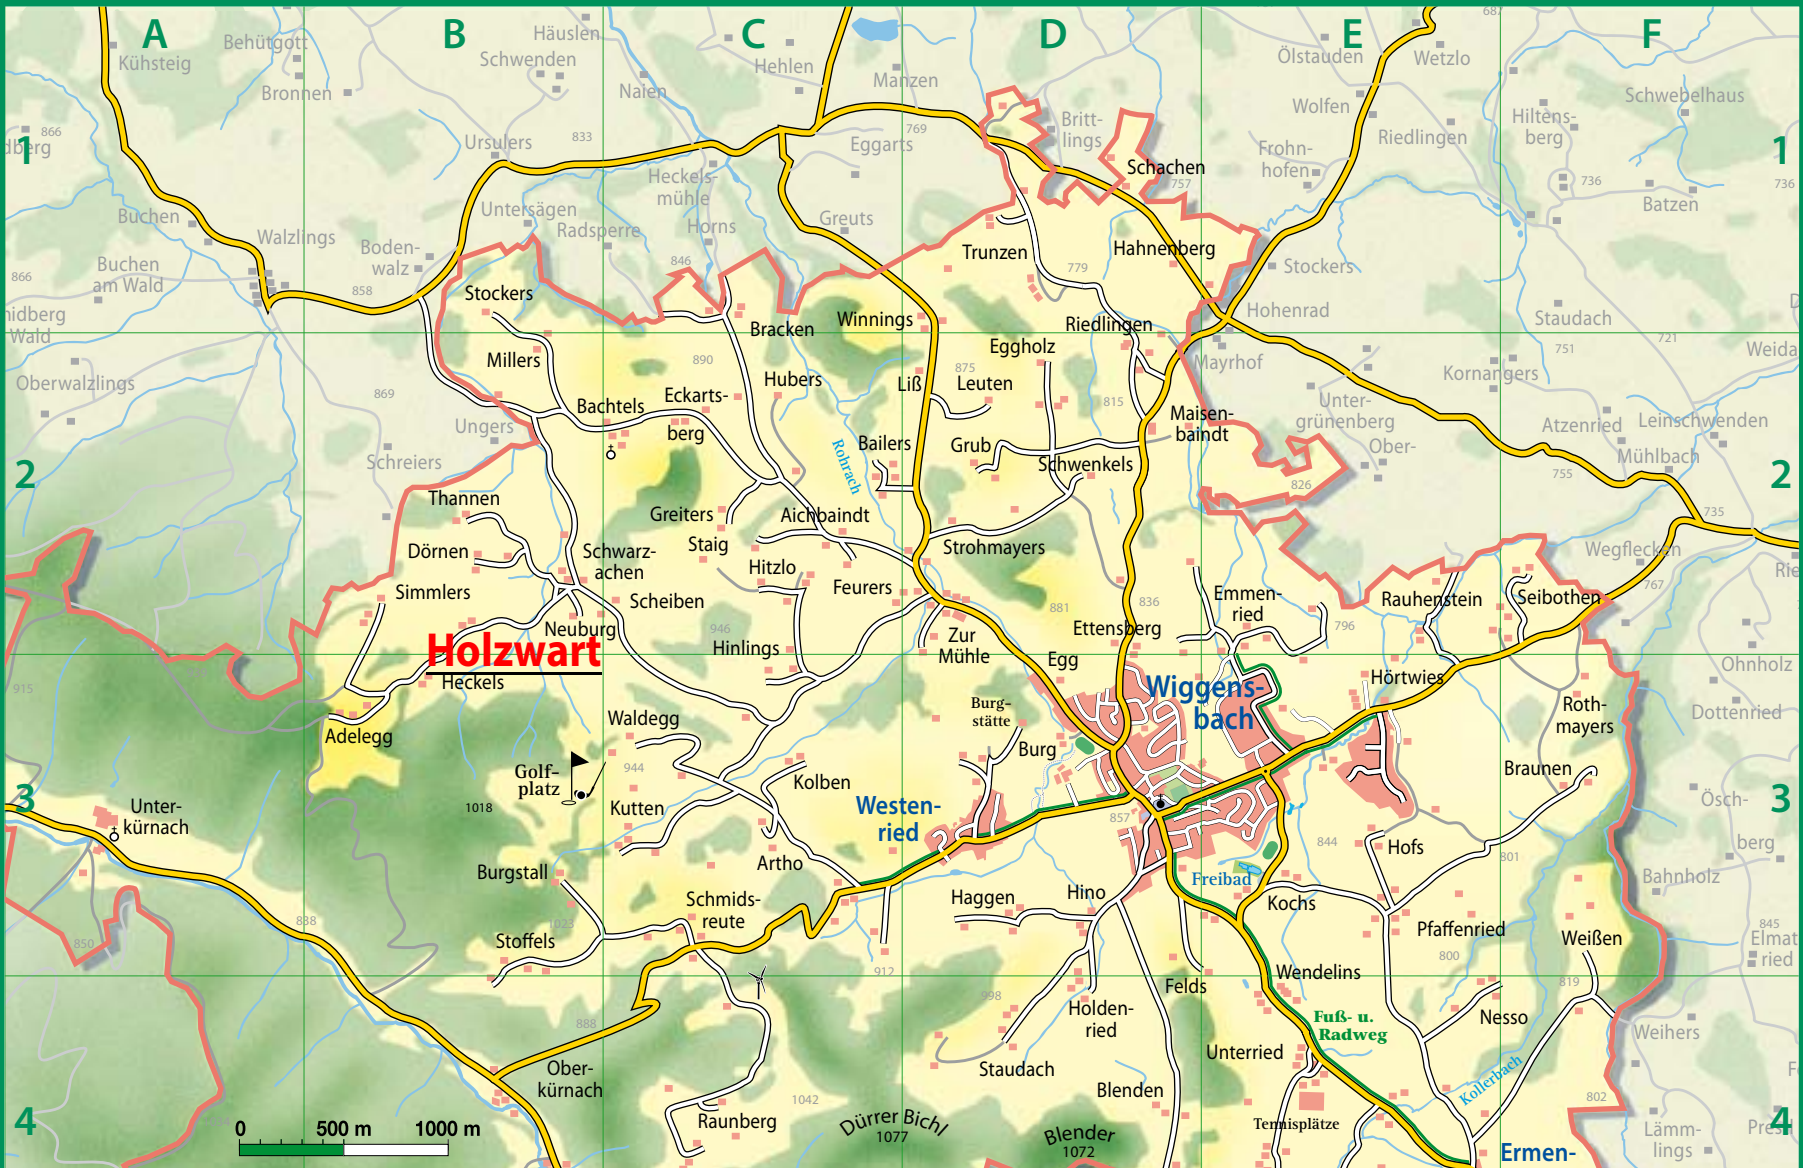 A
B
C
D
E
F
1
1
2
2
3
3
4
4
Kühsteig
Behütgott
Bronnen
Häuslen
Schwenden
Naien
Hehlen
Manzen
Britt-
lings
Ölstauden
Wetzlo
687
Wolfen
Riedlingen
Schwebelhaus
Hiltens-
berg
Frohn-
hofen
736
736
Batzen
866
dberg
Ursulers
833
769
Eggarts
Heckels-
mühle
Schachen
757
Buchen
Walzlings
Untersägen
Radsperre
Horns
Greuts
Boden-
walz
846
866
Buchen
am Wald
858
Trunzen
Hahnenberg
779
Stockers
nidberg
Wald
Stockers
Winnings
Bracken
Riedlingen
Hohenrad
Staudach
721
751
Weida
Oberwalzlings
Millers
890
Hubers
Eggholz
875
Leuten
Liß
Mayrhof
Kornangers
869
Bachtels
Eckarts-
berg
815
Maisen-
baindt
Unter-
grünenberg
Ober-
Atzenried
Leinschwenden
Mühlbach
Ungers
Schreiers
Rohrach
Bailers
Grub
Schwenkels
826
755
735
Thannen
Greiters
Aichbaindt
Staig
Strohmayers
Dörnen
Schwarz-
achen
Hitzlo
Feurers
Wegflecken
767
Rie
Simmlers
Scheiben
Neuburg
946
Hinlings
Zur
Mühle
881
836
Ettensberg
Emmen-
ried
796
Rauhenstein
Seibothen
Holzwart
Heckels
Egg
Hörtwies
Ohnholz
915
Waldegg
Burg-
stätte
Wiggens-
bach
Roth-
mayers
Dottenried
Adelegg
Burg
Golf-
platz
944
Kolben
Braunen
1018
Kutten
Westen-
ried
857
Ösch-
berg
Unter-
kürnach
Artho
844
Hofs
801
Burgstall
Freibad
Bahnholz
Schmids-
reute
Haggen
Hino
Kochs
838
1023
850
Stoffels
Pfaffenried
Weißen
845
Elmat
ried
912
800
Wendelins
819
Felds
998
Holden-
ried
Fuß- u.
Radweg
Nesso
Weihers
888
Unterried
Staudach
Ober-
kürnach
Blenden
Kollerbach
802
1042
Raunberg
Dürrer Bichl
1077
Blender
1072
Tennisplätze
Lämm-
lings
Ermen-
0
500 m
1000 m